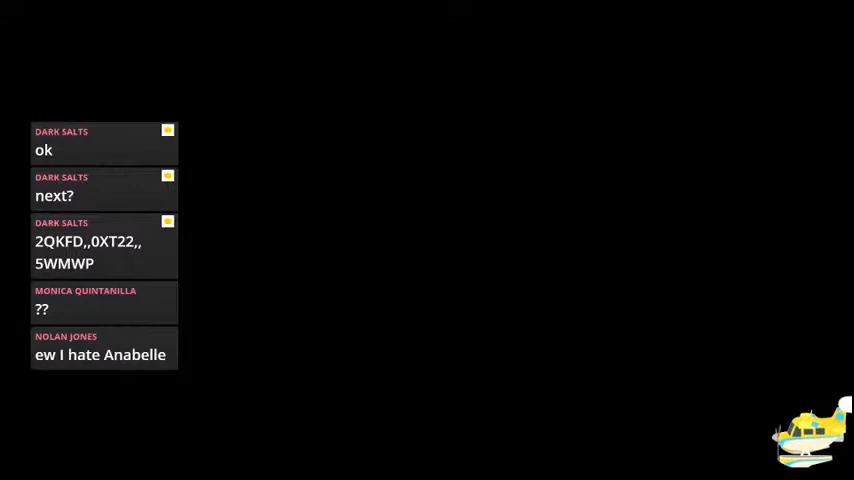 DARK SALTS
ok
DARK SALTS
next?
DARK SALTS
2QKFD,,0XT22,,
5WMWP
MONICA QUINTANILLA
??
NOLAN JONES
ew I hate Anabelle